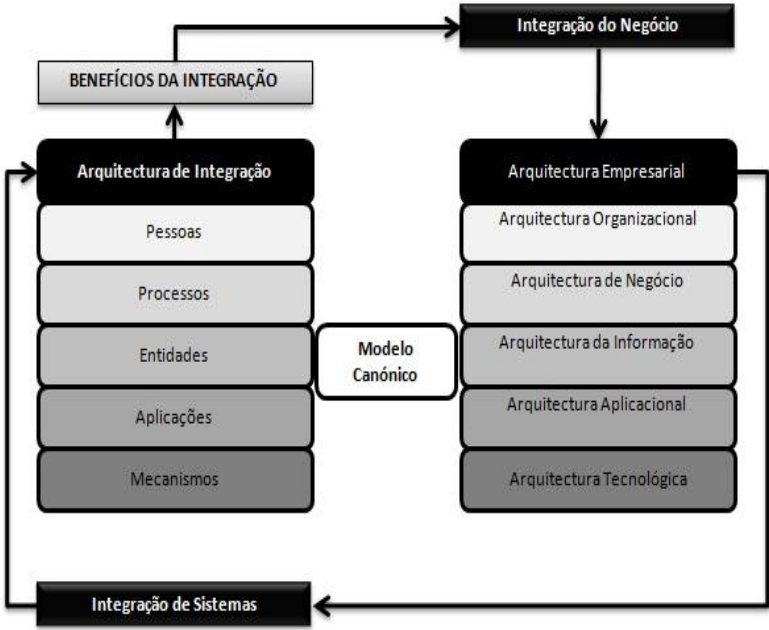 Integração do Negócio
BENEFÍCIOS DA INTEGRAÇÃO
Arquitectura de Integração
Pessoas
Processos
Entidades
Aplicações
Mecanismos
Modelo
Canónico
Arquitectura Empresarial
Arquitectura Organizacional
Arquitectura de Negócio
Arquitectura da Informação
Arquitectura Aplicacional
Arquitectura Tecnológica
Integração de Sistemas